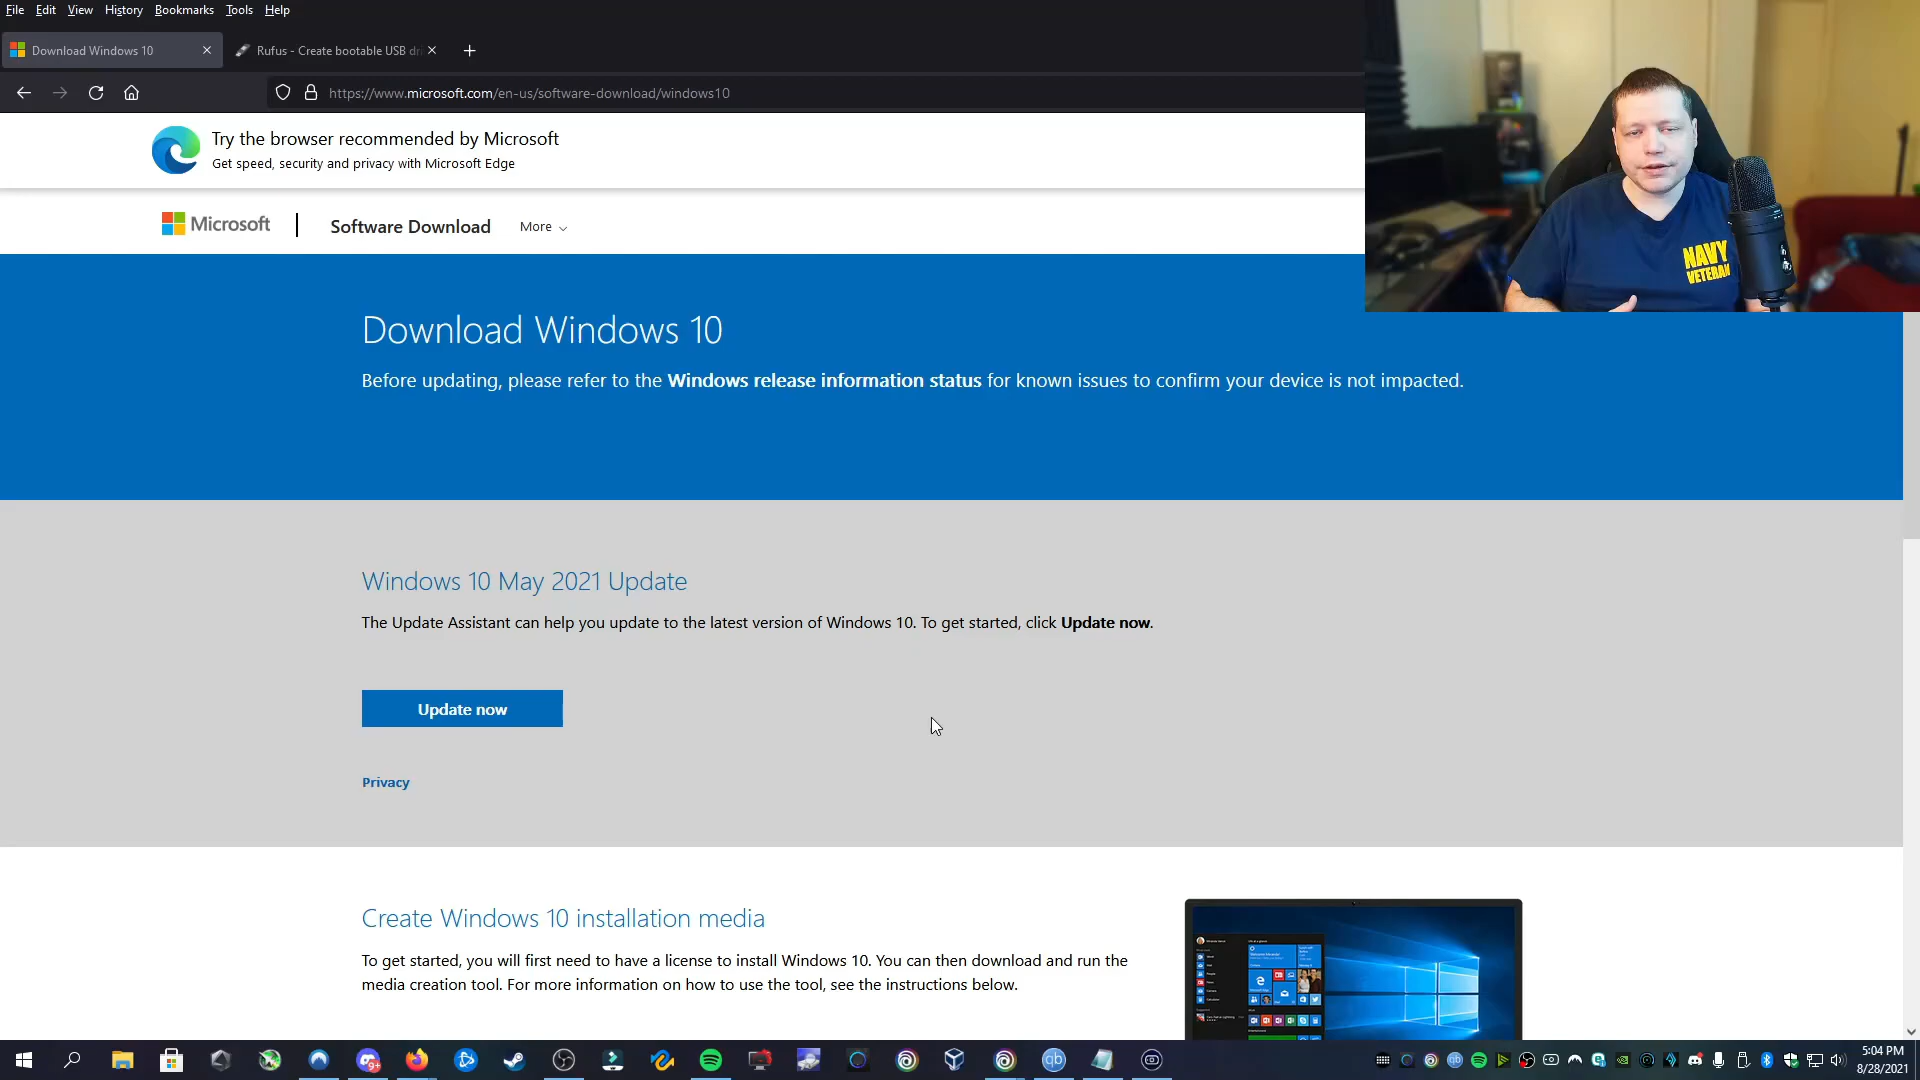 File Edit View History Bookmarks Tools Help
Download Windows 10
Rufus - Create bootable USB dr
https://www.microsoft.com/en-us/software-download/windows10
Try the browser recommended by Microsoft
Get speed, security and privacy with Microsoft Edge
Microsoft
Software Download
More
NAVY
VETERAN
Download Windows 10
Before updating, please refer to the Windows release information status for known issues to confirm your device is not impacted.
Windows 10 May 2021 Update
The Update Assistant can help you update to the latest version of Windows 10. To get started, click Update now.
Update now
Privacy
Create Windows 10 installation media
To get started, you will first need to have a license to install Windows 10. You can then download and run the
media creation tool. For more information on how to use the tool, see the instructions below.
9+
qb
5:04 PM
8/28/2021